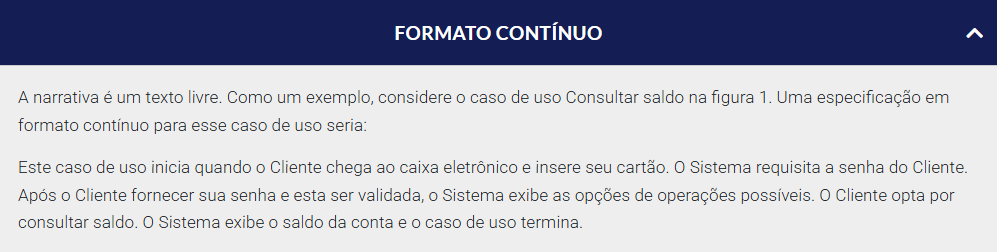 FORMATO CONTÍNUO
A narrativa é um texto livre. Como um exemplo, considere o caso de uso Consultar saldo na figura 1. Uma especificação em
formato contínuo para esse caso de uso seria:
Este caso de uso inicia quando o Cliente chega ao caixa eletrônico e insere seu cartão. O Sistema requisita a senha do Cliente.
Após o Cliente fornecer sua senha e esta ser validada, o Sistema exibe as opções de operações possíveis. O Cliente opta por
consultar saldo. O Sistema exibe o saldo da conta e o caso de uso termina.